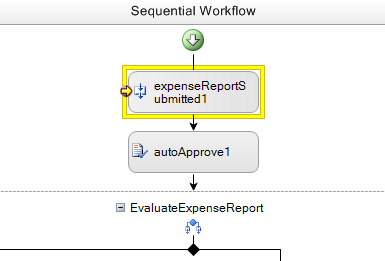 Sequential Workflow
expenseReportS
ubmitted1
autoApprove1
EvaluateExpenseReport